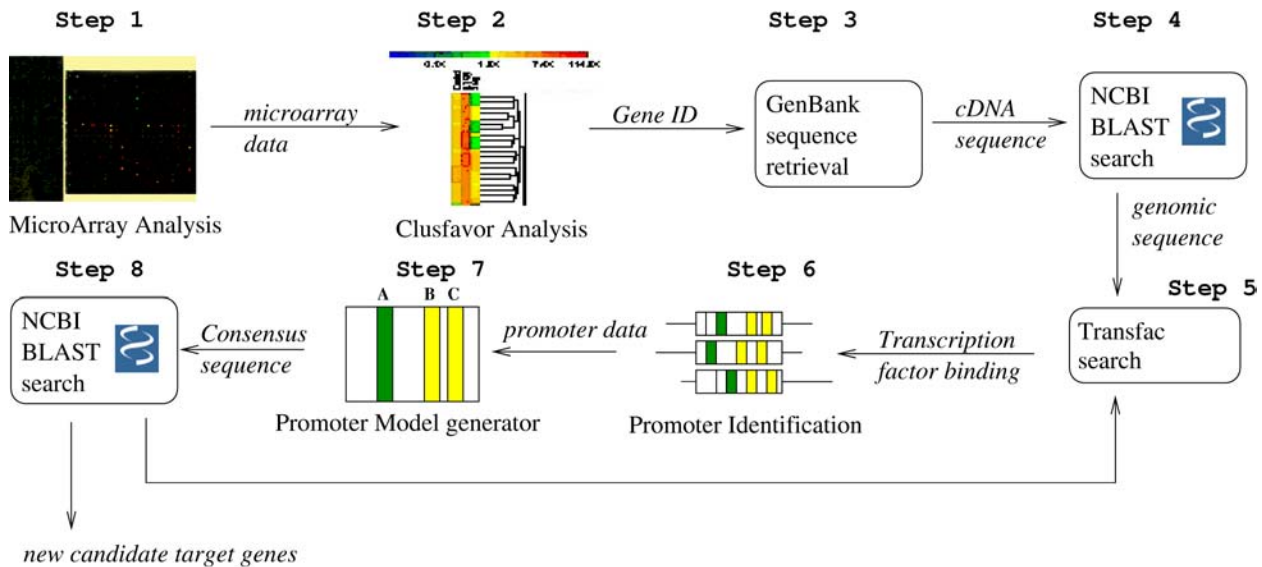 Step 1
Step 2
Step 3
Step 4
microarray
data
Gene ID
GenBank
sequence
retrieval
cDNA
sequence
NCBI
BLAST
search
MicroArray Analysis
Clusfavor Analysis
genomic
sequence
Step 8
Step 7
Step 6
Step 5
NCBI
BLAST
search
Consensus
sequence
A B C
promoter data
Transcription
factor binding
Transfac
search
Promoter Model generator
Promoter Identification
new candidate target genes